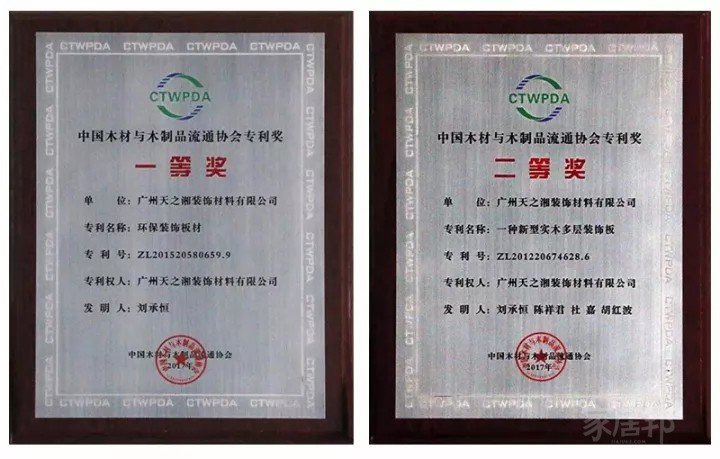 CTWPDA
中国木材与木制品流通协会专利奖
一等奖
单 位：广州天之湘装饰材料有限公司
专利名称：环保装饰板材
专 利 号：ZL201520580659.9
专利权人：广州天之湘装饰材料有限公司
发 明 人：刘承恒
中国木材与木制品流通协会
2017年
CTWPDA
中国木材与木制品流通协会专利奖
二等奖
单 位：广州天之湘装饰材料有限公司
专利名称：一种新型实木多层装饰板
专 利 号：ZL201220674628.6
专利权人：广州天之湘装饰材料有限公司
发 明 人：刘承恒 陈祥君 杜 嘉 胡红波
中国木材与木制品流通协会
2017年
家居邦